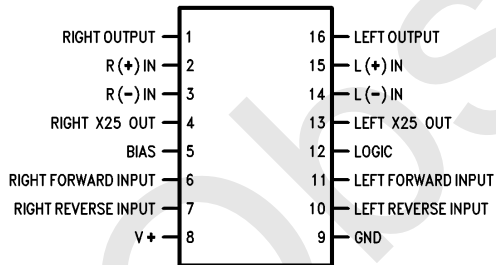 RIGHT OUTPUT 1 16 LEFT OUTPUT
R (+) IN 2 15 L (+) IN
R (-) IN 3 14 L (-) IN
RIGHT X25 OUT 4 13 LEFT X25 OUT
BIAS 5 12 LOGIC
RIGHT FORWARD INPUT 6 11 LEFT FORWARD INPUT
RIGHT REVERSE INPUT 7 10 LEFT REVERSE INPUT
V + 8 9 GND